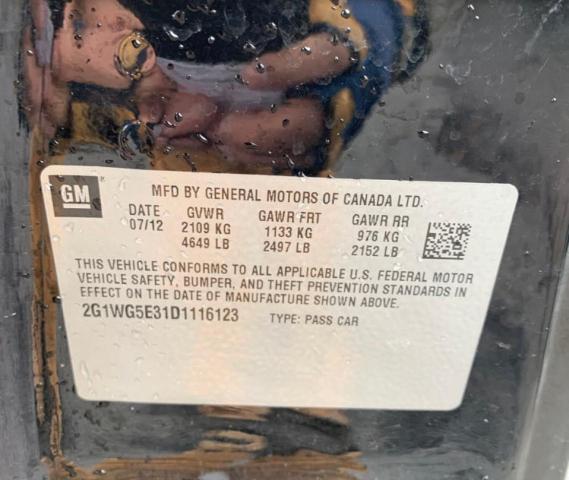 GM
MFD BY GENERAL MOTORS OF CANADA LTD.
DATE GVWR GAWR FRT GAWR RR
07/12 2109 KG 1133 KG 976 KG
4649 LB 2497 LB 2152 LB
THIS VEHICLE CONFORMS TO ALL APPLICABLE U.S. FEDERAL MOTOR
VEHICLE SAFETY, BUMPER, AND THEFT PREVENTION STANDARDS IN
EFFECT ON THE DATE OF MANUFACTURE SHOWN ABOVE.
2G1WG5E31D1116123 TYPE: PASS CAR